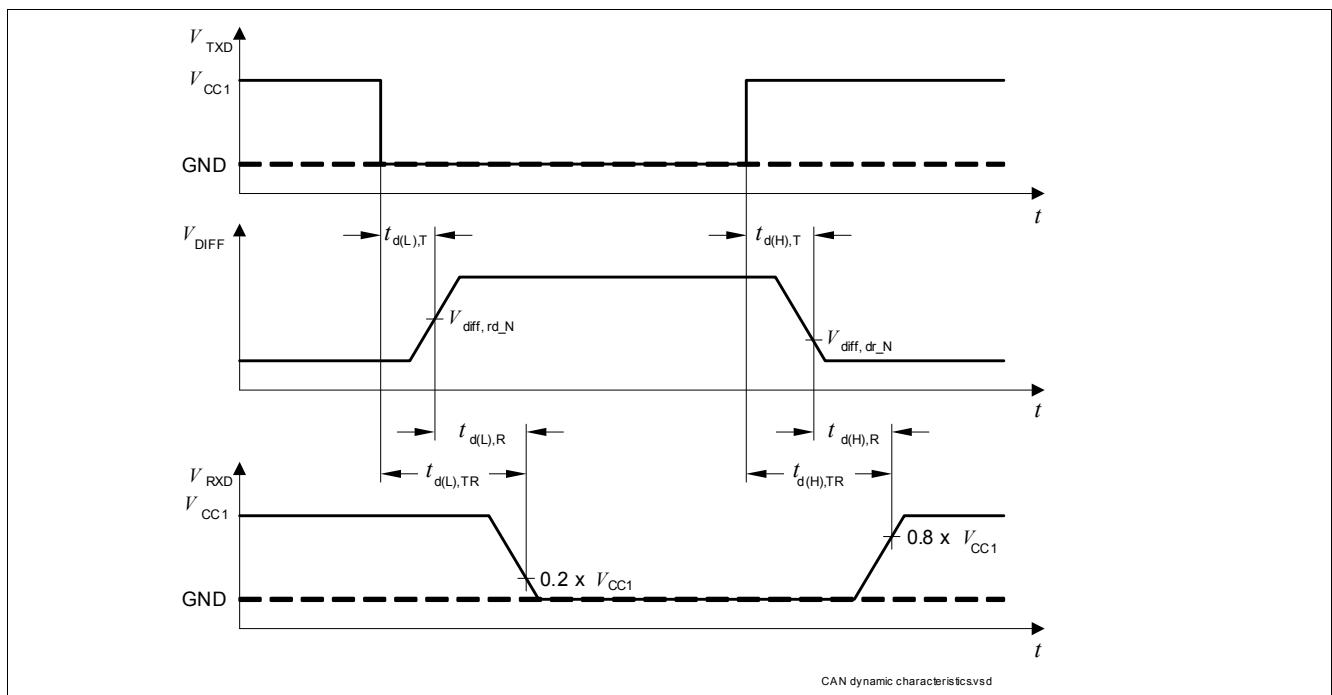 V TXD
V CC1
GND
t
V DIFF
t d(L),T
t d(H),T
V diff, rd_N
V diff, dr_N
t
t d(L),R
t d(H),R
t d(L),TR
t d(H),TR
V RXD
V CC1
0.8 x V CC1
0.2 x V CC1
GND
t
CAN dynamic characteristics.vsd